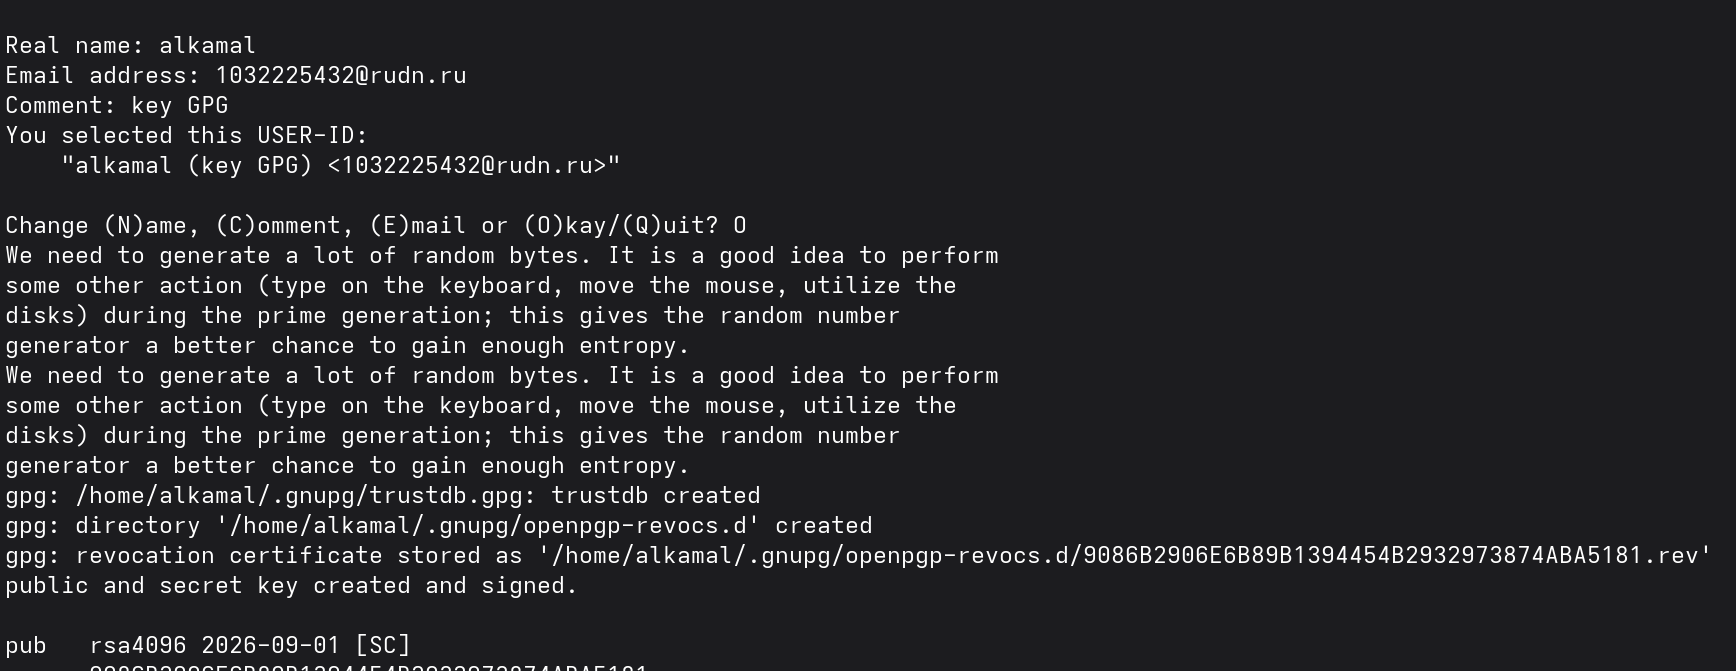 Real name: alkamal
Email address: 1032225432@rudn.ru
Comment: key GPG
You selected this USER-ID:
    "alkamal (key GPG) <1032225432@rudn.ru>"

Change (N)ame, (C)omment, (E)mail or (O)kay/(Q)uit? O
We need to generate a lot of random bytes. It is a good idea to perform
some other action (type on the keyboard, move the mouse, utilize the
disks) during the prime generation; this gives the random number
generator a better chance to gain enough entropy.
We need to generate a lot of random bytes. It is a good idea to perform
some other action (type on the keyboard, move the mouse, utilize the
disks) during the prime generation; this gives the random number
generator a better chance to gain enough entropy.
gpg: /home/alkamal/.gnupg/trustdb.gpg: trustdb created
gpg: directory '/home/alkamal/.gnupg/openpgp-revocs.d' created
gpg: revocation certificate stored as '/home/alkamal/.gnupg/openpgp-revocs.d/9086B2906E6B89B1394454B2932973874ABA5181.rev'
public and secret key created and signed.

pub   rsa4096 2026-09-01 [SC]